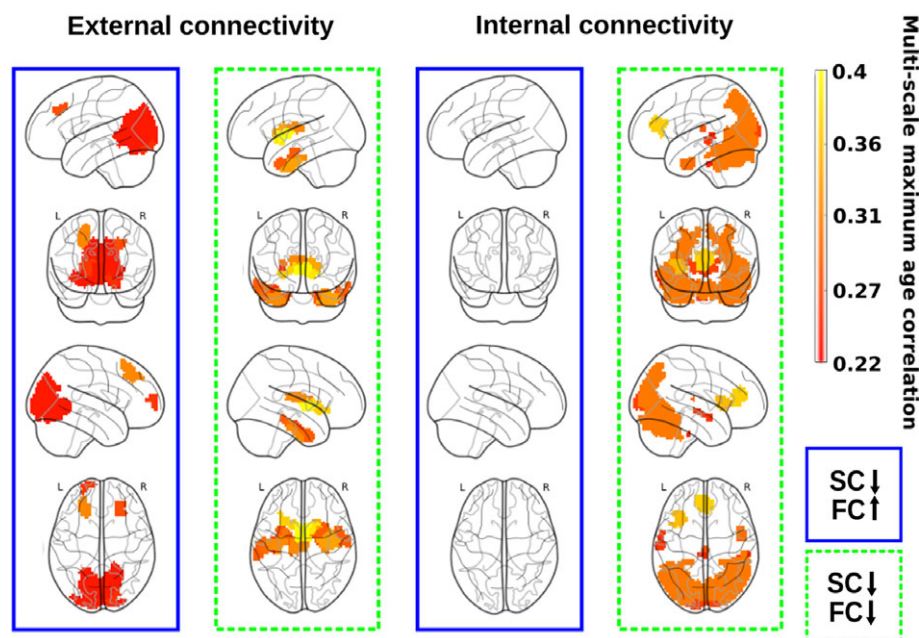 External connectivity
Internal connectivity
L R
L R
L R
L R
L R
L R
L R
L R
0.4
0.36
0.31
0.27
0.22
Multi-scale maximum age correlation
SC↓
FC↑
SC↓
FC↓